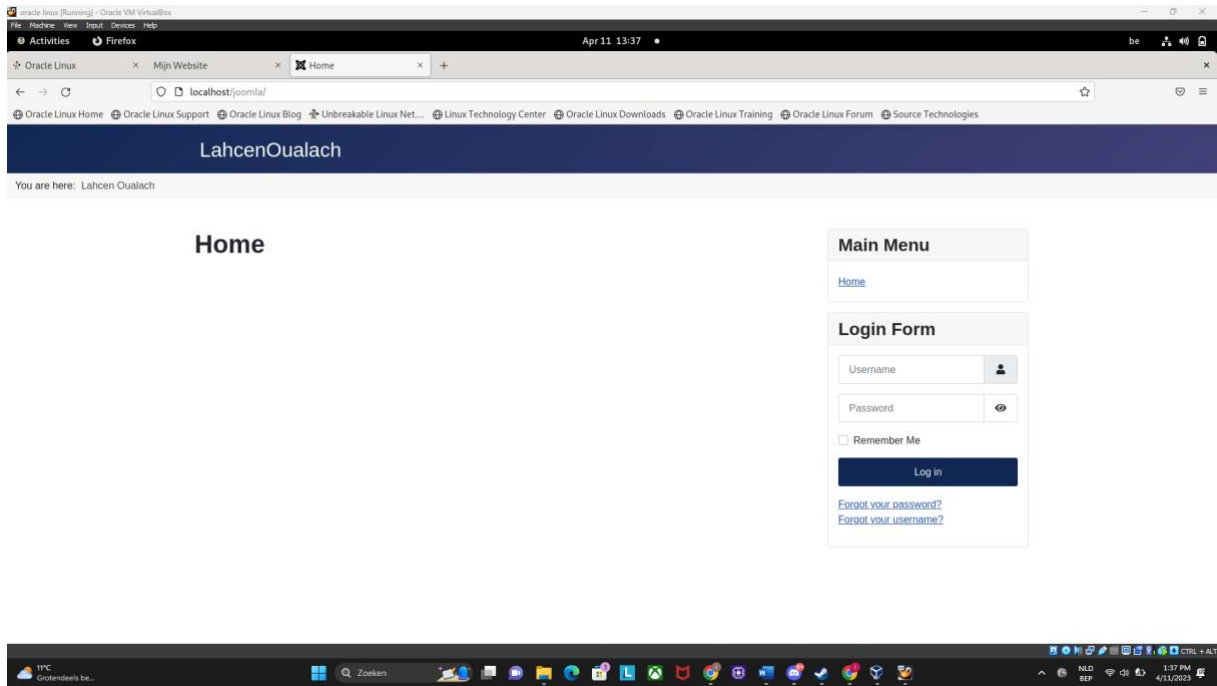 oracle linux [Running] - Oracle VM VirtualBox
File Machine View Input Devices Help
Activities Firefox Apr 11 13:37 be
Oracle Linux × Mijn Website × Home × +
localhost/joomla/
Oracle Linux Home Oracle Linux Support Oracle Linux Blog Unbreakable Linux Net... Linux Technology Center Oracle Linux Downloads Oracle Linux Training Oracle Linux Forum Source Technologies
LahcenOualach
You are here: Lahcen Oualach
Home
Main Menu
Home
Login Form
Username
Password
Remember Me
Log in
Forgot your password?
Forgot your username?
CTRL + ALT
11°C
Grotendeels be...
Zoeken
NLD
BEP
1:37 PM
4/11/2023